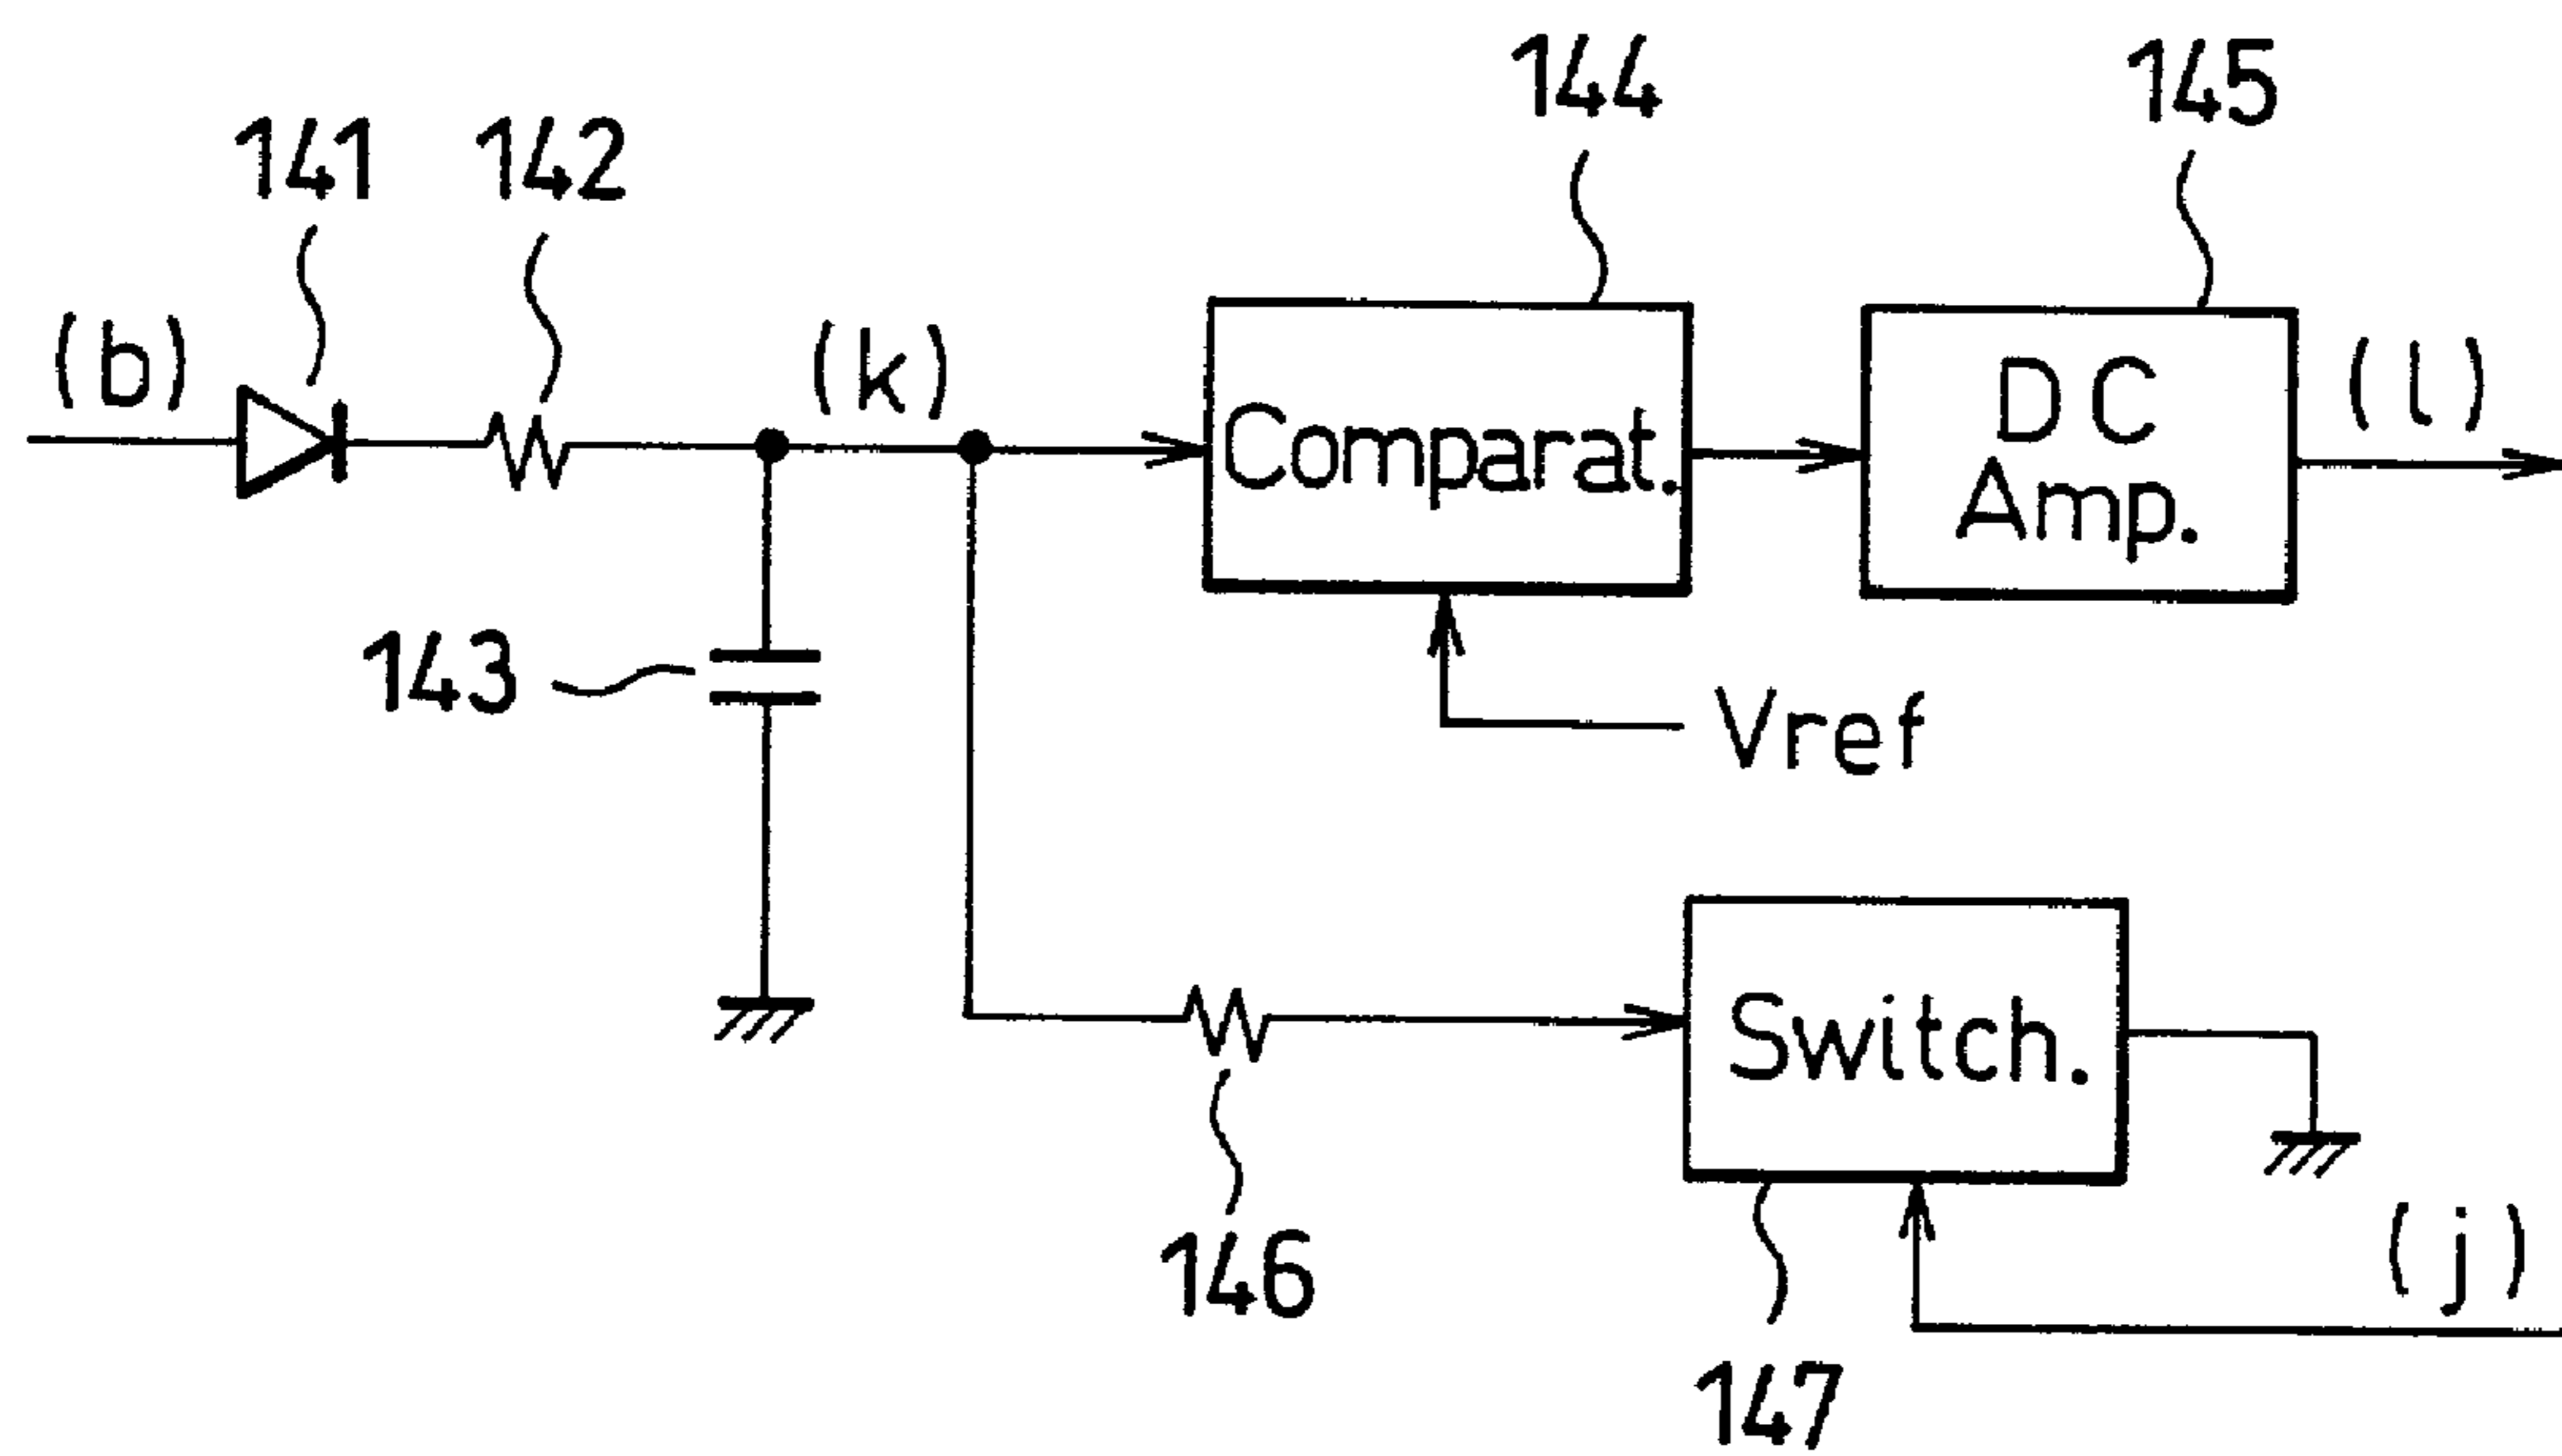 144
145
141
142
(b)
(k)
Comparat.
DC
Amp.
(l)
143
Vref
Switch.
146
(j)
147